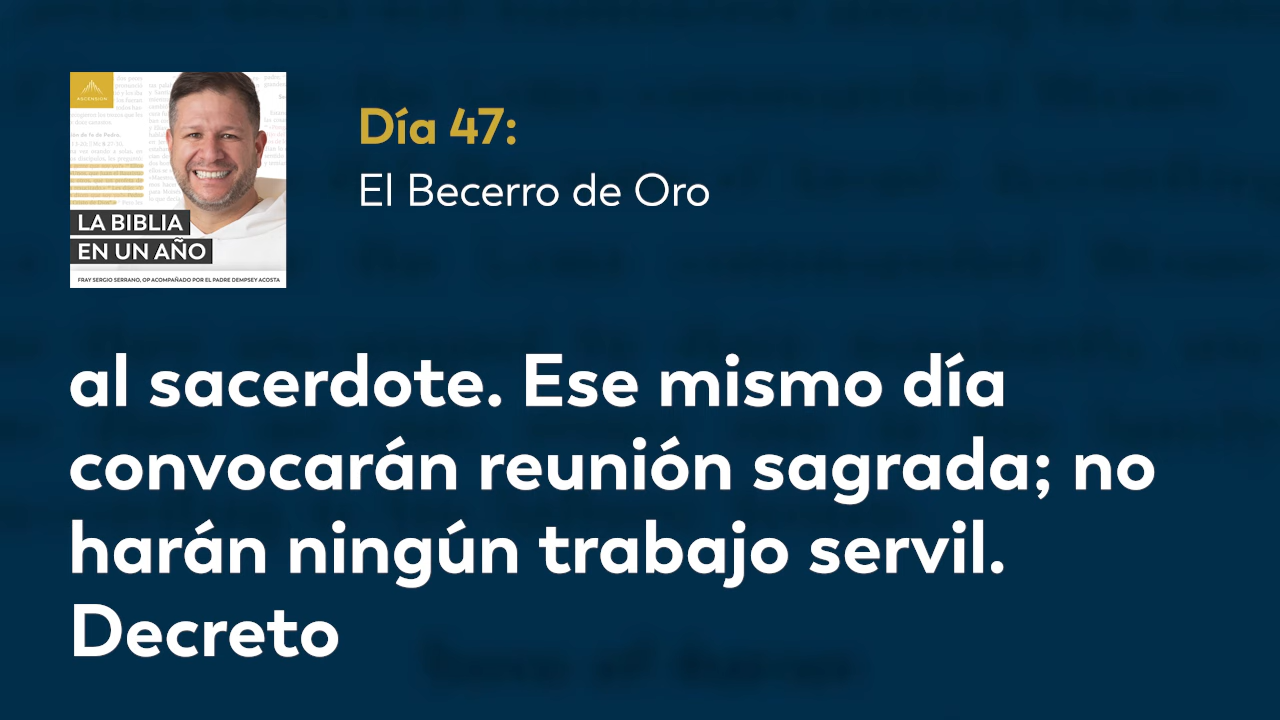 ASCENSION
LA BIBLIA
EN UN AÑO
FRAY SERGIO SERRANO, OP ACOMPAÑADO POR EL PADRE DEMPSEY ACOSTA
Día 47:
El Becerro de Oro
al sacerdote. Ese mismo día
convocarán reunión sagrada; no
harán ningún trabajo servil.
Decreto